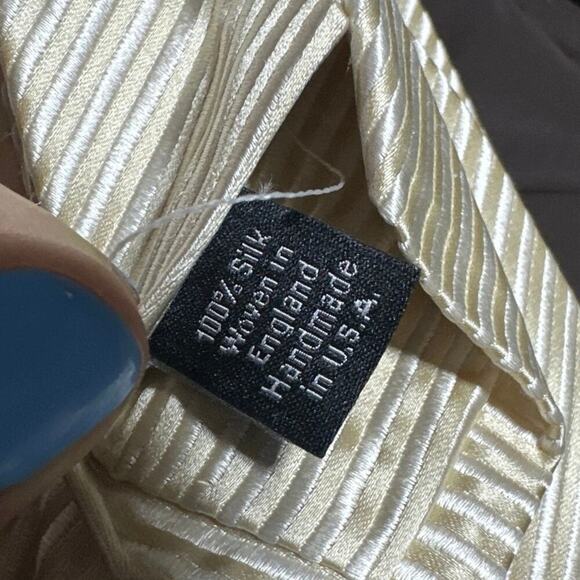 100% Silk
Woven in
England
Handmade
in U.S.A.